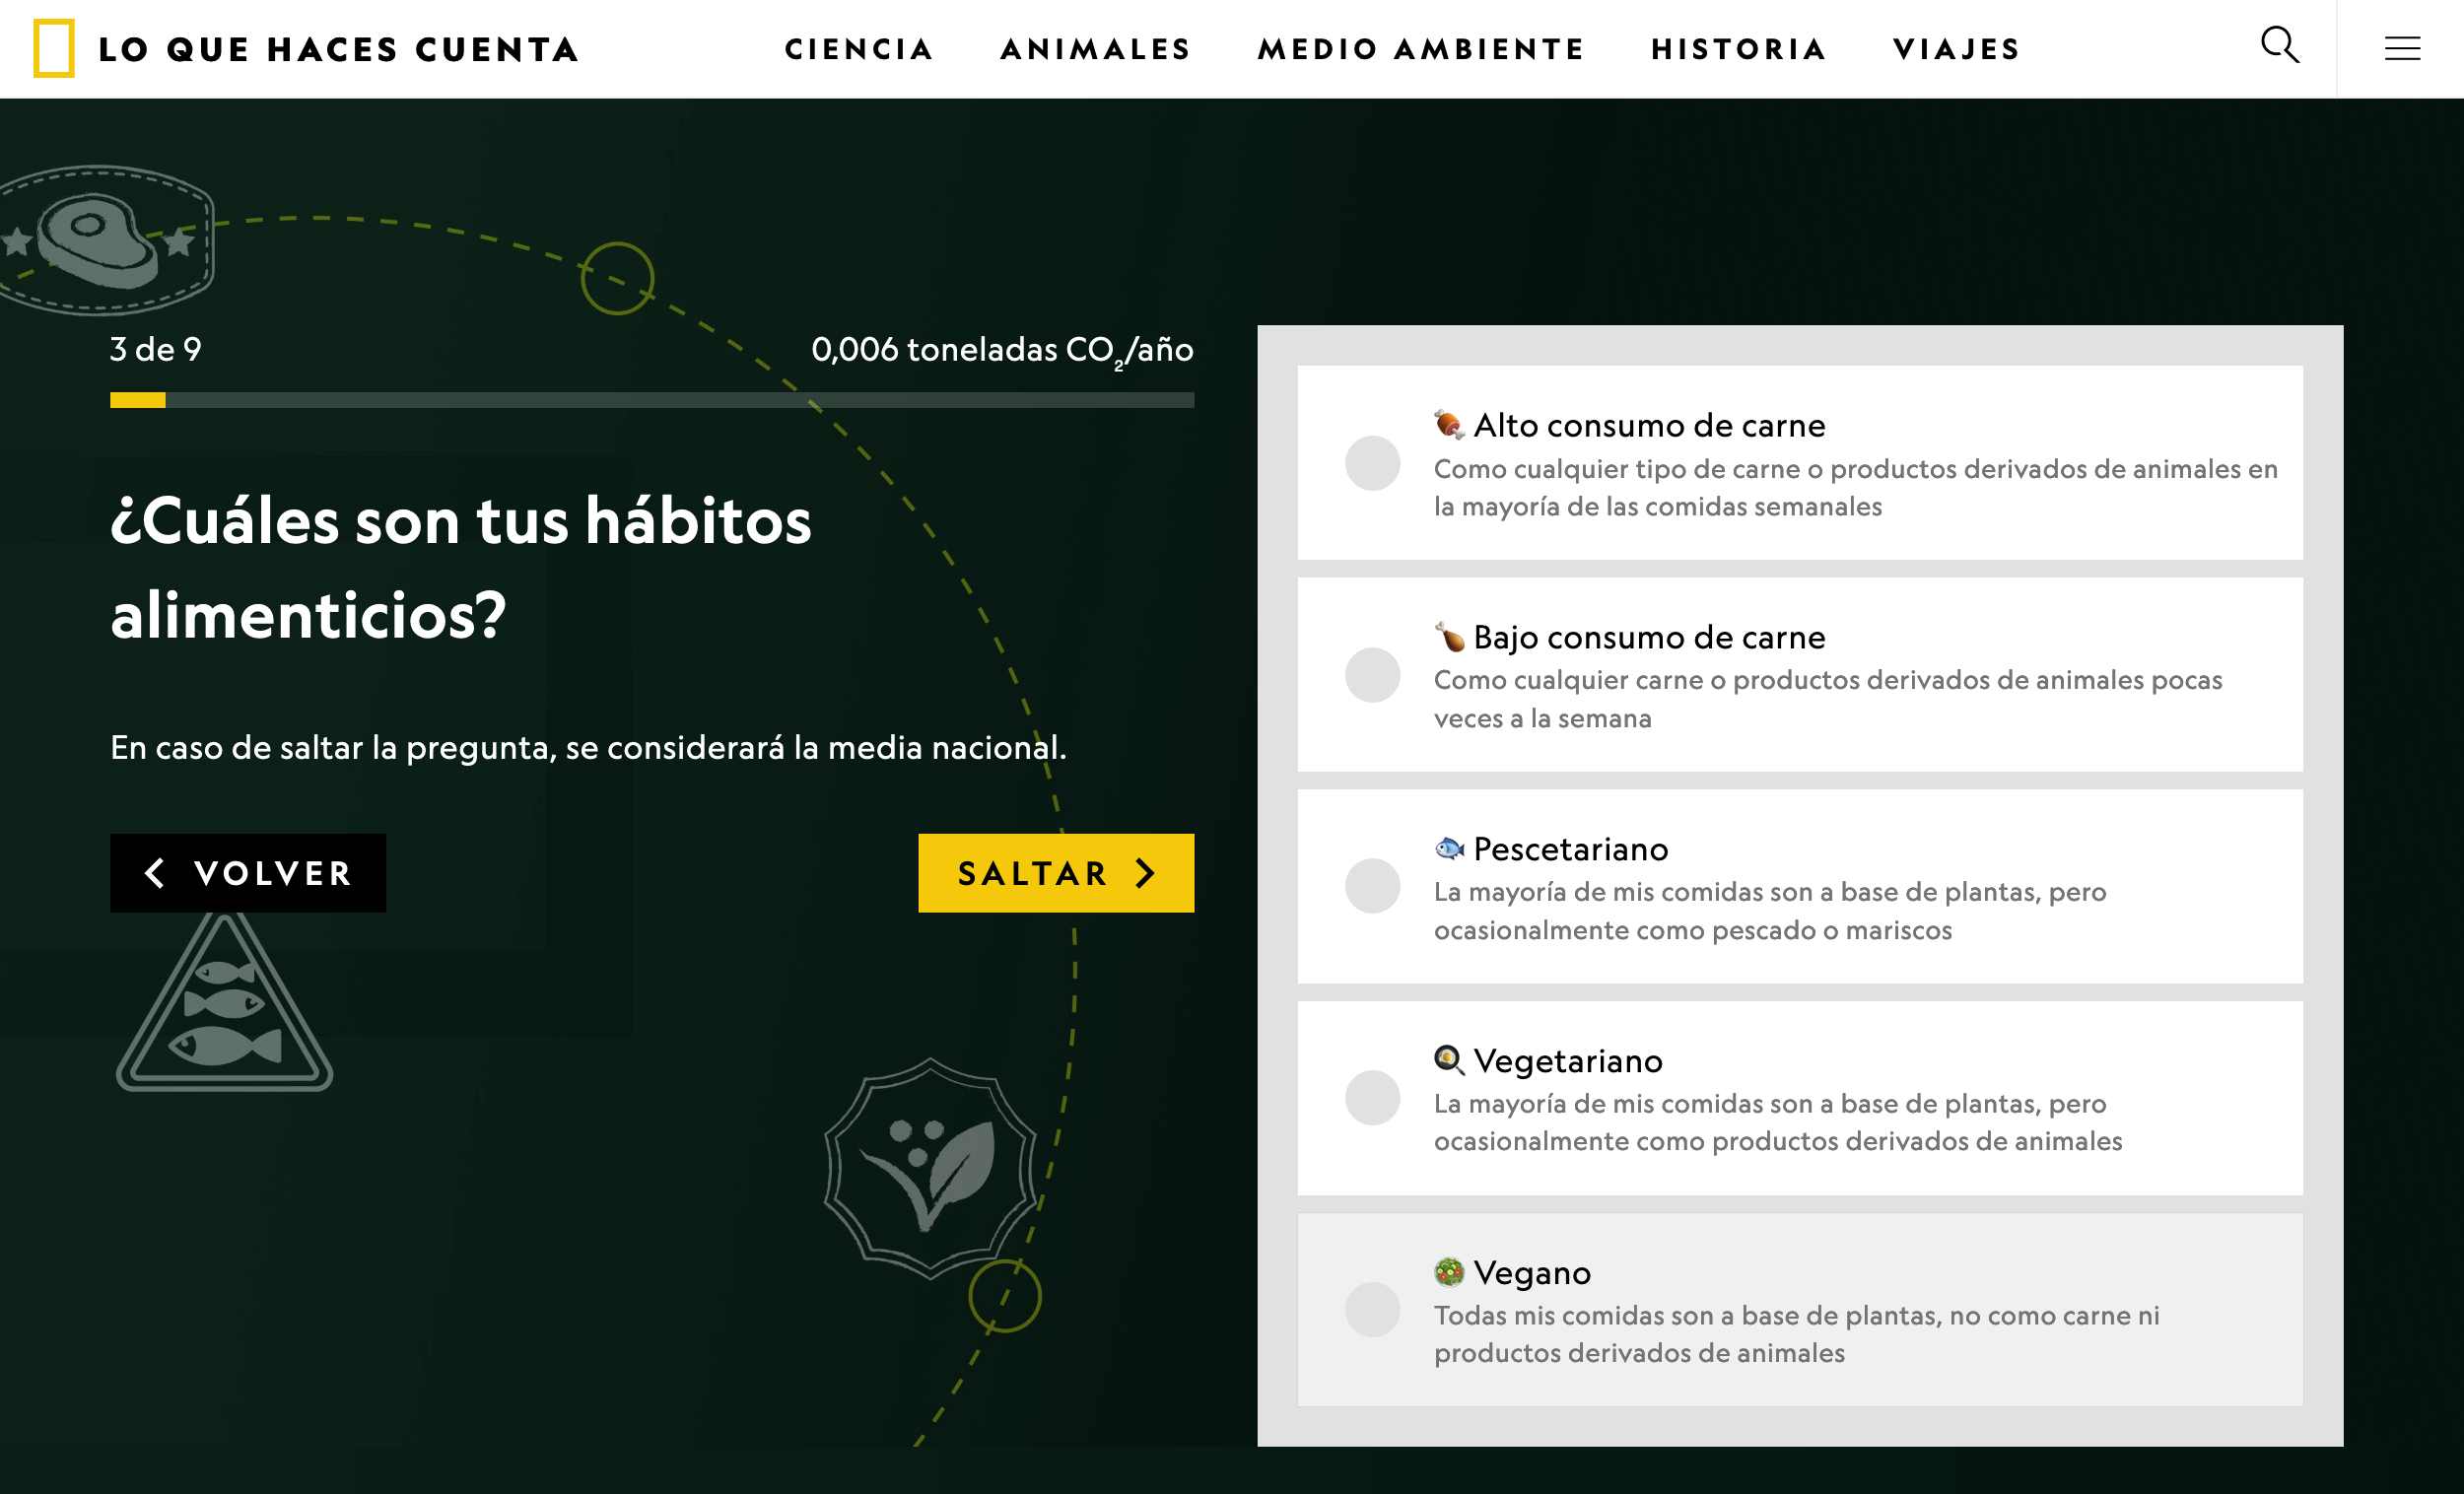 LO QUE HACES CUENTA
CIENCIA
ANIMALES
MEDIO AMBIENTE
HISTORIA
VIAJES
3 de 9
0,006 toneladas CO₂/año
¿Cuáles son tus hábitos
alimenticios?
En caso de saltar la pregunta, se considerará la media nacional.
VOLVER
SALTAR
Alto consumo de carne
Como cualquier tipo de carne o productos derivados de animales en
la mayoría de las comidas semanales
Bajo consumo de carne
Como cualquier carne o productos derivados de animales pocas
veces a la semana
Pescetariano
La mayoría de mis comidas son a base de plantas, pero
ocasionalmente como pescado o mariscos
Vegetariano
La mayoría de mis comidas son a base de plantas, pero
ocasionalmente como productos derivados de animales
Vegano
Todas mis comidas son a base de plantas, no como carne ni
productos derivados de animales